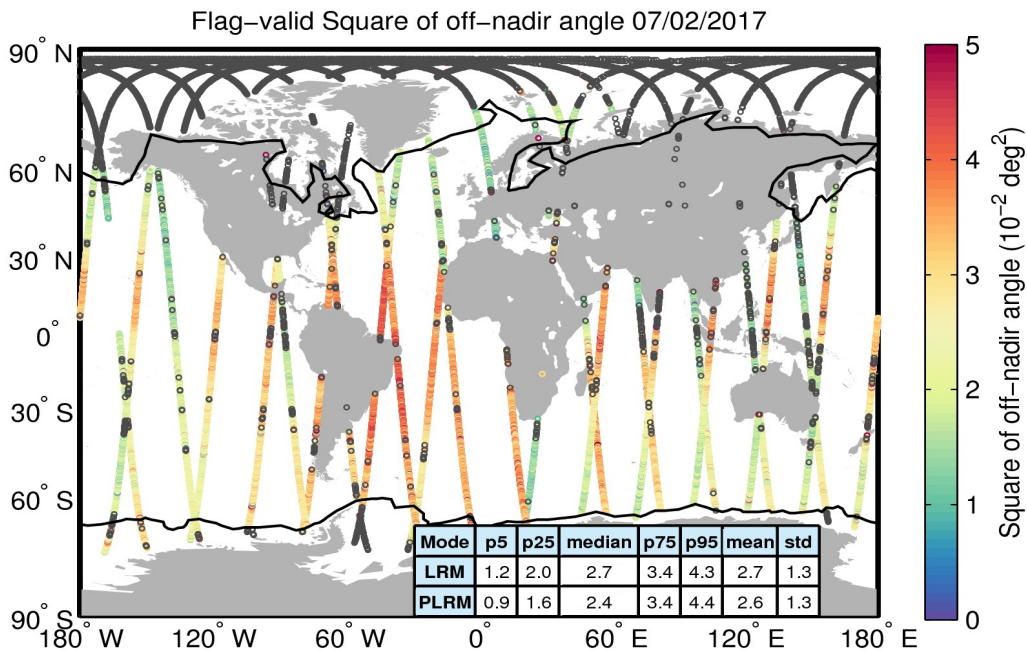 Flag−valid Square of off−nadir angle 07/02/2017
90° N
60° N
30° N
0°
30° S
60° S
90° S
180° W
120° W
60° W
0°
60° E
120° E
180° E
Mode p5 p25 median p75 p95 mean std
LRM 1.2 2.0 2.7 3.4 4.3 2.7 1.3
PLRM 0.9 1.6 2.4 3.4 4.4 2.6 1.3
5
4
3
2
1
0
Square of off−nadir angle (10⁻² deg²)